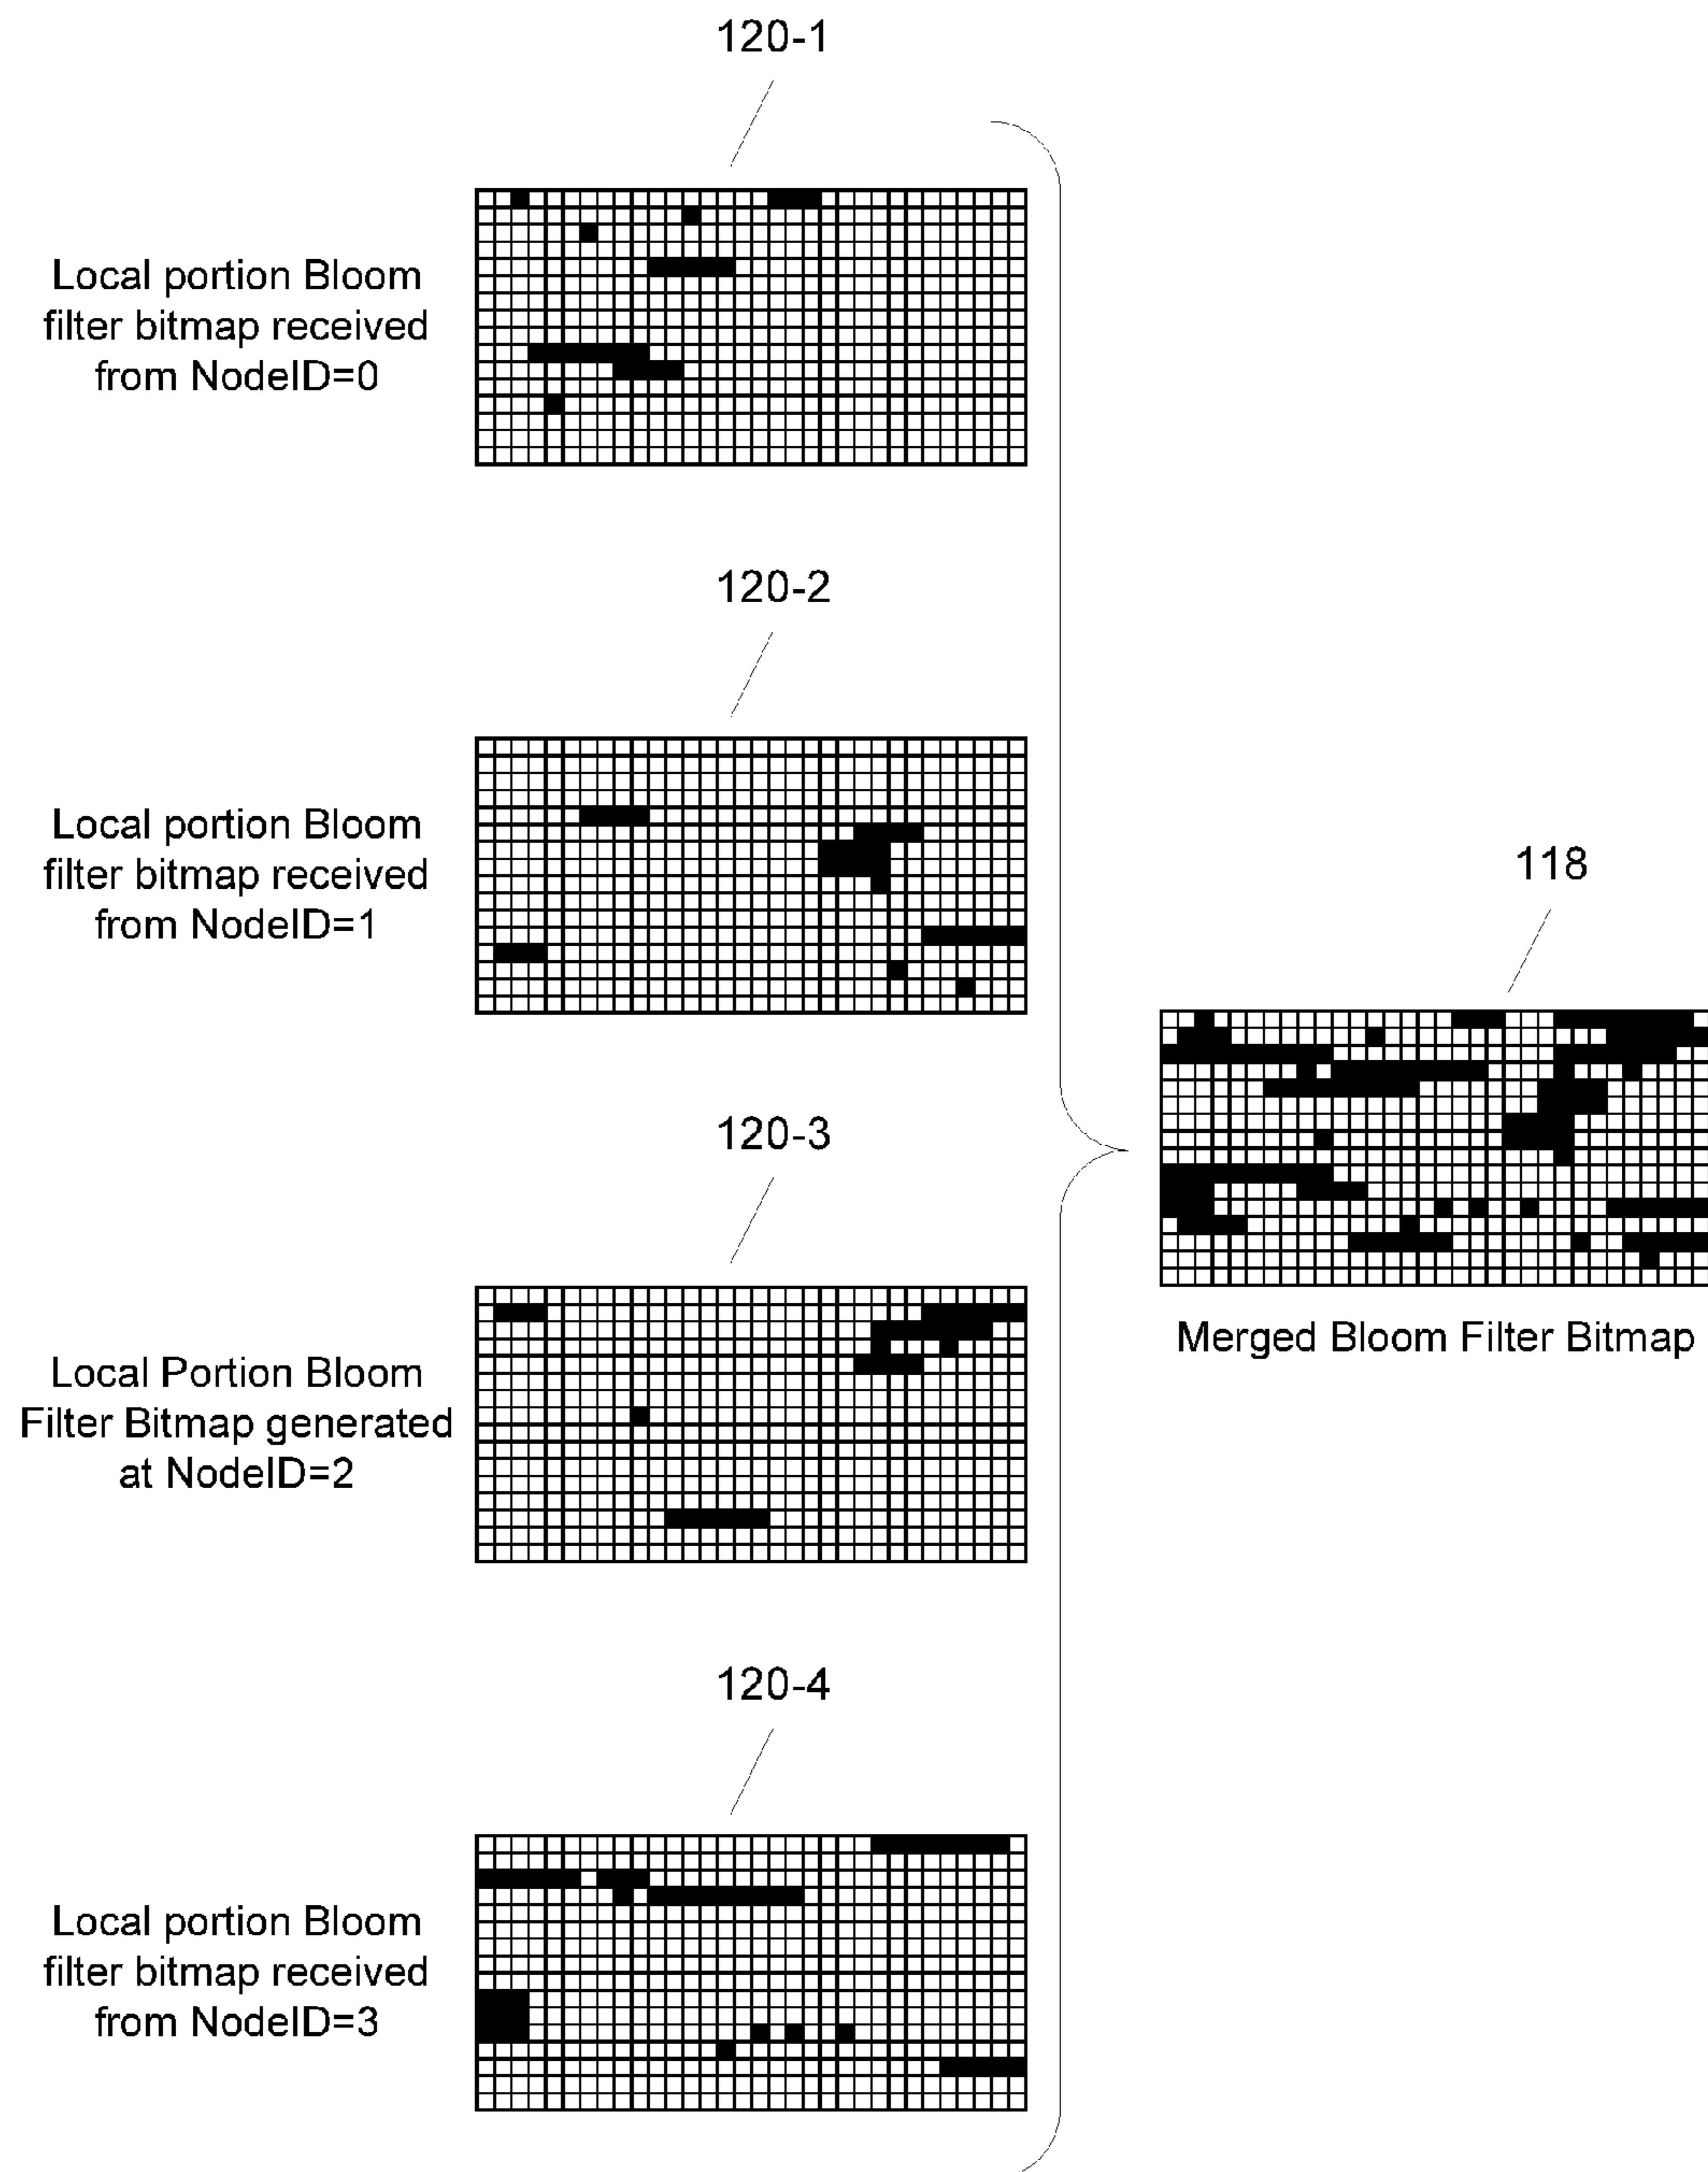 120-1
Local portion Bloom
filter bitmap received
from NodeID=0
120-2
Local portion Bloom
filter bitmap received
from NodeID=1
118
Merged Bloom Filter Bitmap
120-3
Local Portion Bloom
Filter Bitmap generated
at NodeID=2
120-4
Local portion Bloom
filter bitmap received
from NodeID=3